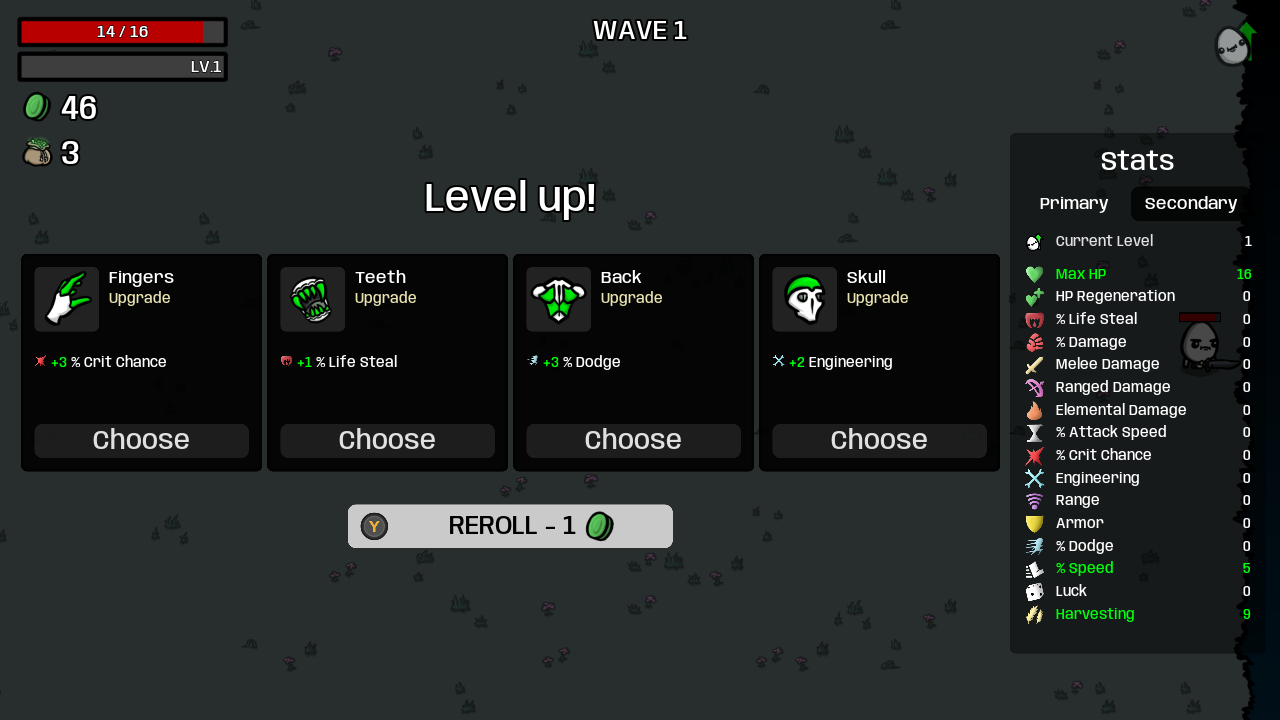 14 / 16
LV.1
46
3
WAVE 1
Level up!
Fingers
Upgrade
+3 % Crit Chance
Choose
Teeth
Upgrade
+1 % Life Steal
Choose
Back
Upgrade
+3 % Dodge
Choose
Skull
Upgrade
+2 Engineering
Choose
Y REROLL - 1
Stats
Primary Secondary
Current Level 1
Max HP 16
HP Regeneration 0
% Life Steal 0
% Damage 0
Melee Damage 0
Ranged Damage 0
Elemental Damage 0
% Attack Speed 0
% Crit Chance 0
Engineering 0
Range 0
Armor 0
% Dodge 0
% Speed 5
Luck 0
Harvesting 9